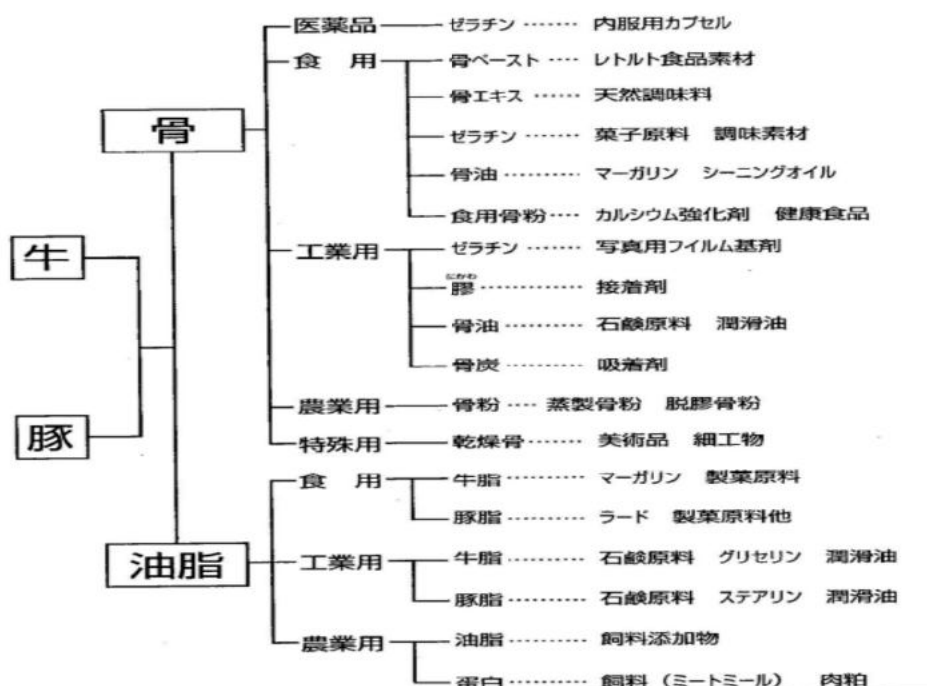 医薬品 ゼラチン ……… 内服用カプセル
食 用 骨ペースト …… レトルト食品素材
骨エキス ……… 天然調味料
骨
ゼラチン ……… 菓子原料 調味素材
骨油 ……… マーガリン シーニングオイル
食用骨粉 …… カルシウム強化剤 健康食品
牛
工業用 ゼラチン ……… 写真用フイルム基剤
にかわ
膠 ……… 接着剤
骨油 ……… 石鹸原料 潤滑油
骨炭 ……… 吸着剤
農業用 骨粉 …… 蒸製骨粉 脱膠骨粉
豚
特殊用 乾燥骨 ……… 美術品 細工物
食 用 牛脂 ……… マーガリン 製菓原料
豚脂 ……… ラード 製菓原料他
油脂
工業用 牛脂 ……… 石鹸原料 グリセリン 潤滑油
豚脂 ……… 石鹸原料 ステアリン 潤滑油
農業用 油脂 ……… 飼料添加物
蛋白 ……… 飼料 (ミートミール) 肉粕